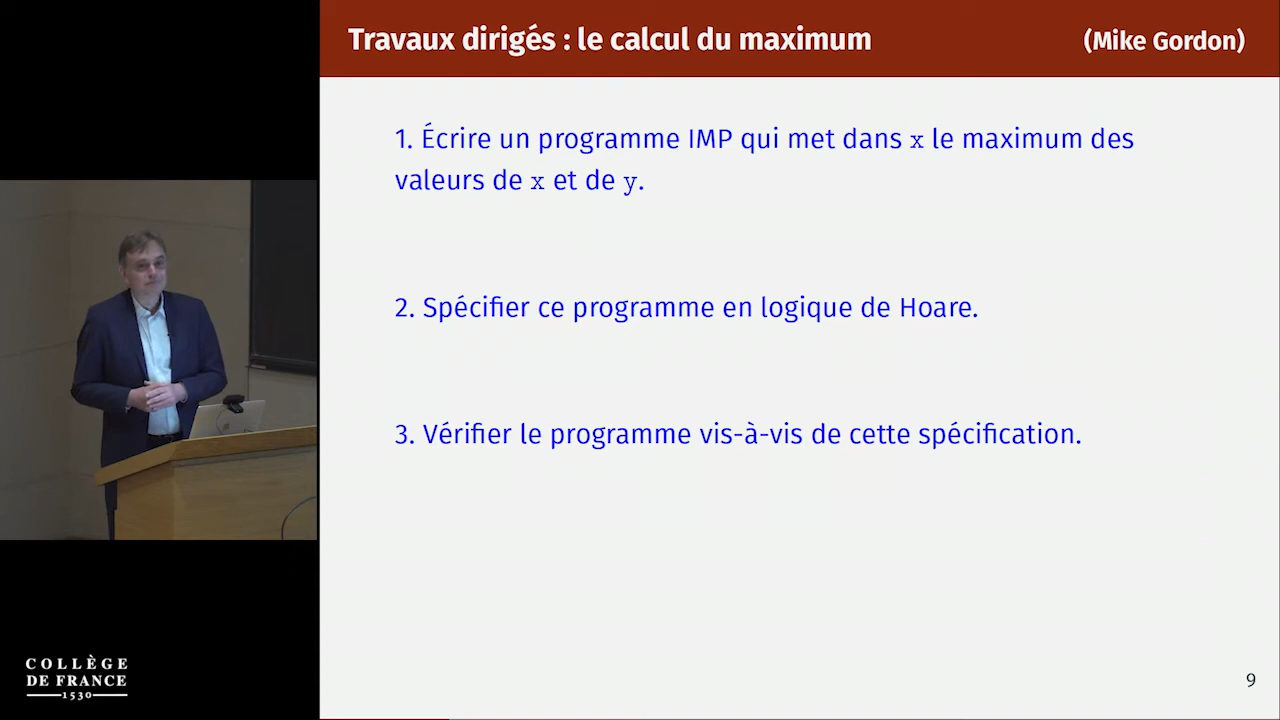 Travaux dirigés : le calcul du maximum (Mike Gordon)
1. Écrire un programme IMP qui met dans x le maximum des
valeurs de x et de y.
2. Spécifier ce programme en logique de Hoare.
3. Vérifier le programme vis-à-vis de cette spécification.
COLLÈGE
DE FRANCE
1530
9